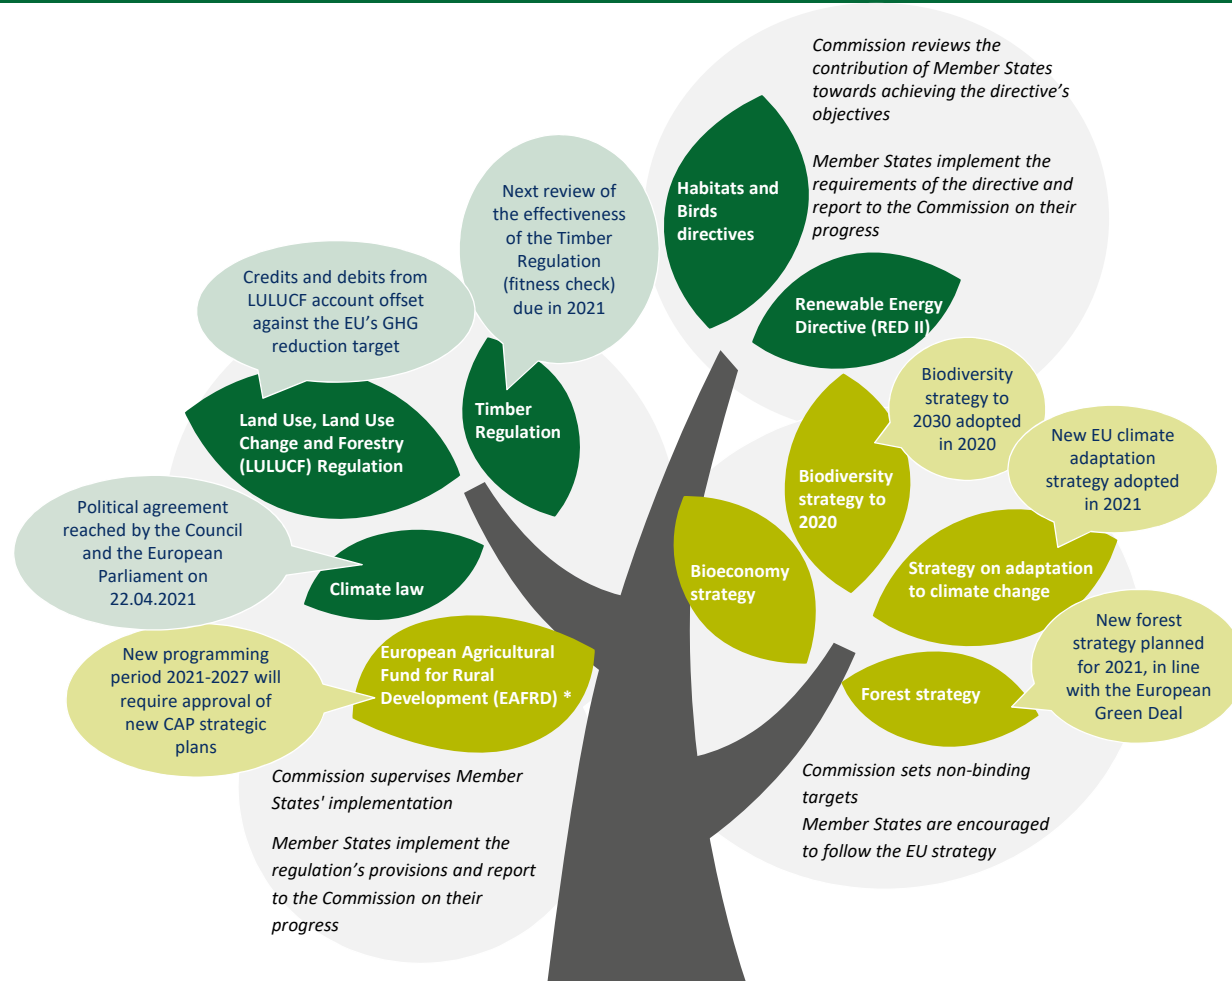 Commission reviews the
contribution of Member States
towards achieving the directive’s
objectives
Member States implement the
requirements of the directive and
report to the Commission on their
progress
Habitats and
Birds
directives
Next review of
the effectiveness
of the Timber
Regulation
(fitness check)
due in 2021
Credits and debits from
LULUCF account offset
against the EU’s GHG
reduction target
Renewable Energy
Directive (RED II)
Biodiversity
strategy to
2030 adopted
in 2020
Timber
Regulation
Land Use, Land Use
Change and Forestry
(LULUCF) Regulation
New EU climate
adaptation
strategy adopted
in 2021
Biodiversity
strategy to
2020
Political agreement
reached by the Council
and the European
Parliament on
22.04.2021
Climate law
Bioeconomy
strategy
Strategy on adaptation
to climate change
New forest
strategy planned
for 2021, in line
with the European
Green Deal
New programming
period 2021-2027 will
require approval of
new CAP strategic
plans
European Agricultural
Fund for Rural
Development (EAFRD) *
Forest strategy
Commission supervises Member
States' implementation
Member States implement the
regulation’s provisions and report
to the Commission on their
progress
Commission sets non-binding
targets
Member States are encouraged
to follow the EU strategy